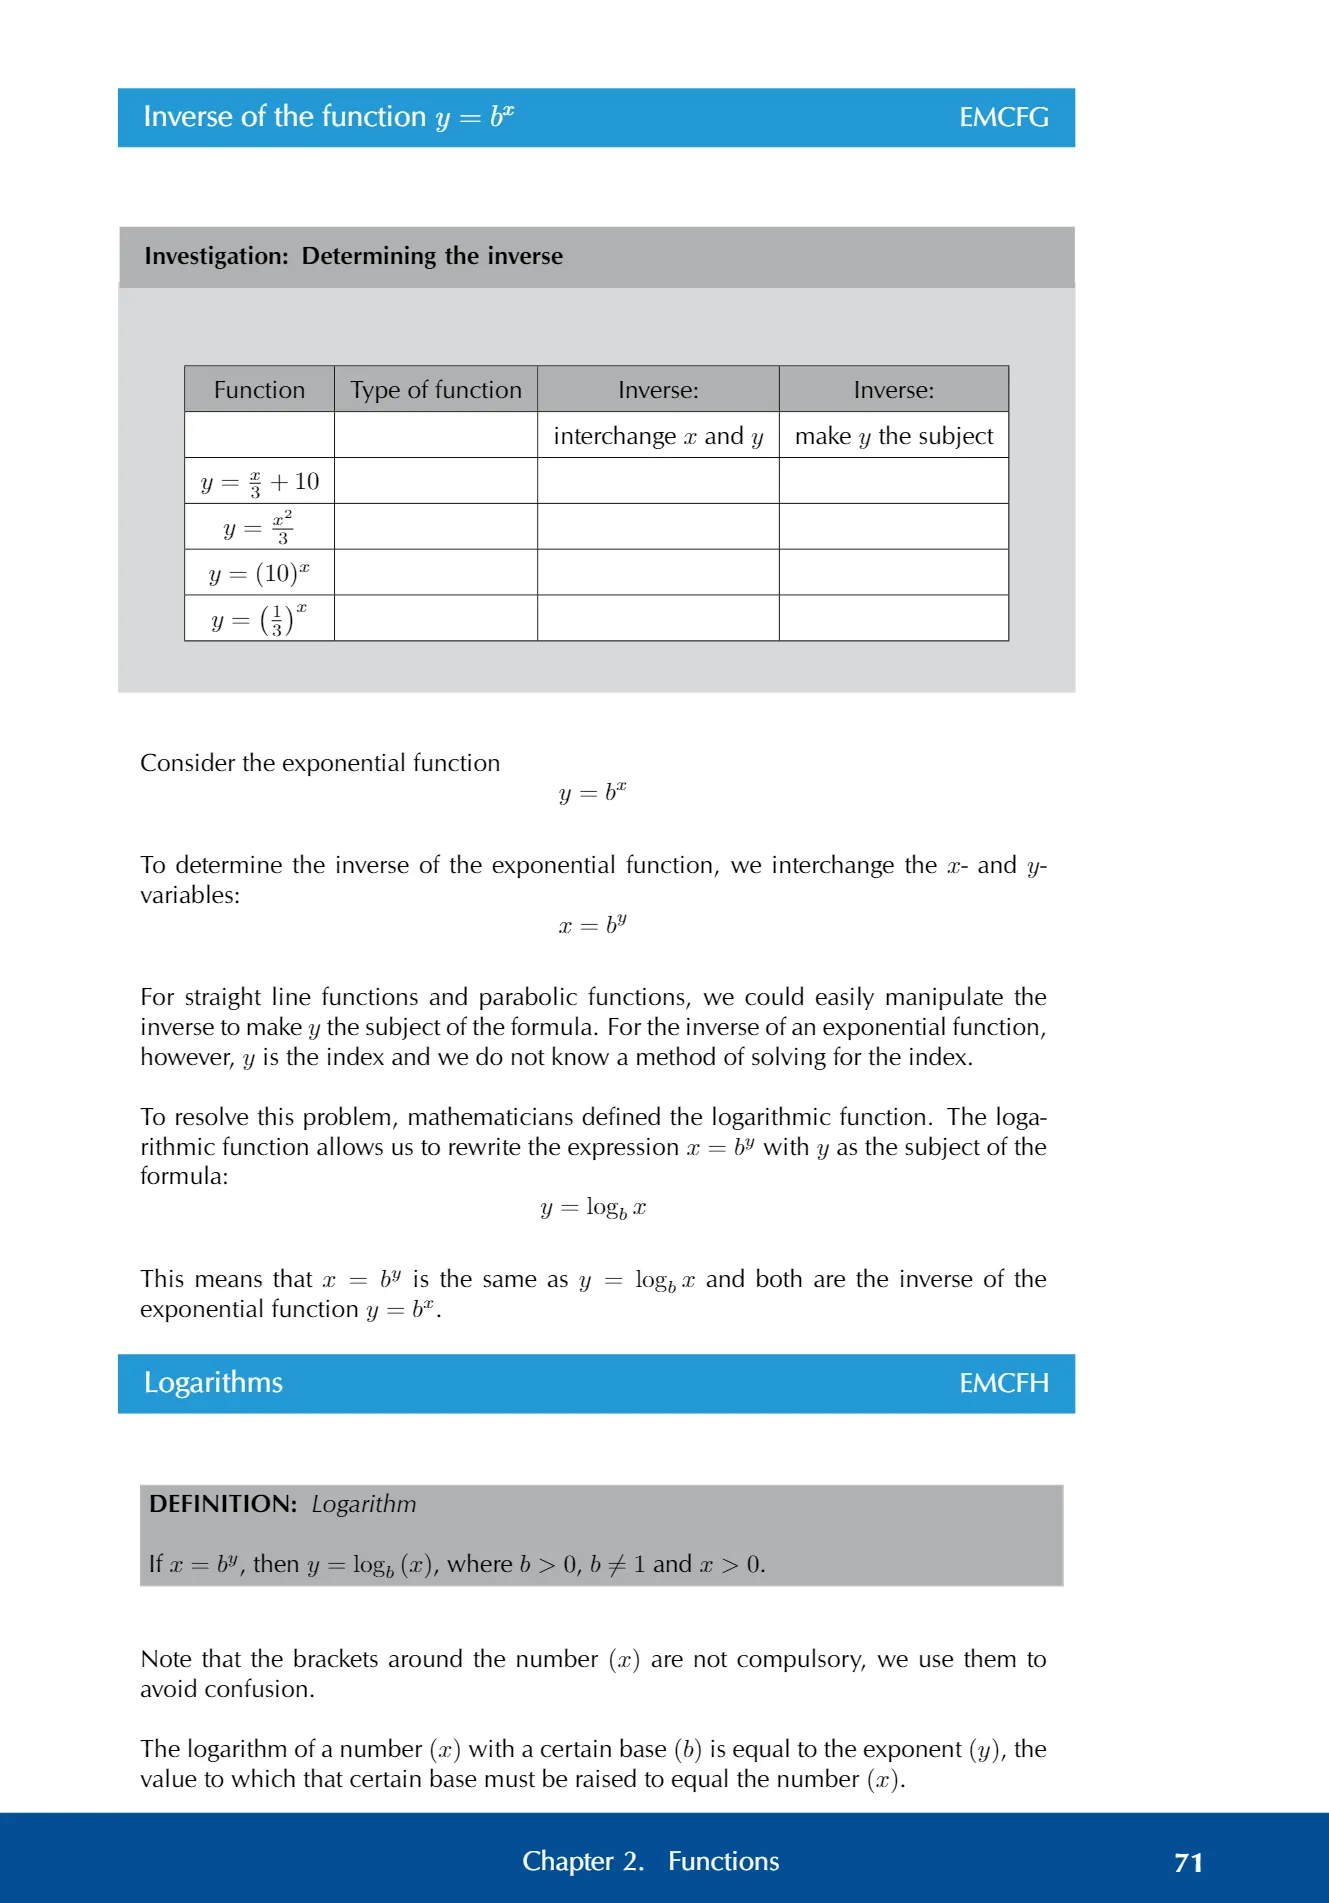 Inverse of the function y = b^x EMCFG
Investigation: Determining the inverse
Function Type of function Inverse: Inverse:
interchange x and y make y the subject
y = x/3 + 10
y = x²/3
y = (10)^x
y = (1/3)^x
Consider the exponential function
y = b^x
To determine the inverse of the exponential function, we interchange the x- and y-
variables:
x = b^y
For straight line functions and parabolic functions, we could easily manipulate the
inverse to make y the subject of the formula. For the inverse of an exponential function,
however, y is the index and we do not know a method of solving for the index.
To resolve this problem, mathematicians defined the logarithmic function. The loga-
rithmic function allows us to rewrite the expression x = b^y with y as the subject of the
formula:
y = log_b x
This means that x = b^y is the same as y = log_b x and both are the inverse of the
exponential function y = b^x.
Logarithms EMCFH
DEFINITION: Logarithm
If x = b^y, then y = log_b (x), where b > 0, b ≠ 1 and x > 0.
Note that the brackets around the number (x) are not compulsory, we use them to
avoid confusion.
The logarithm of a number (x) with a certain base (b) is equal to the exponent (y), the
value to which that certain base must be raised to equal the number (x).
Chapter 2. Functions 71